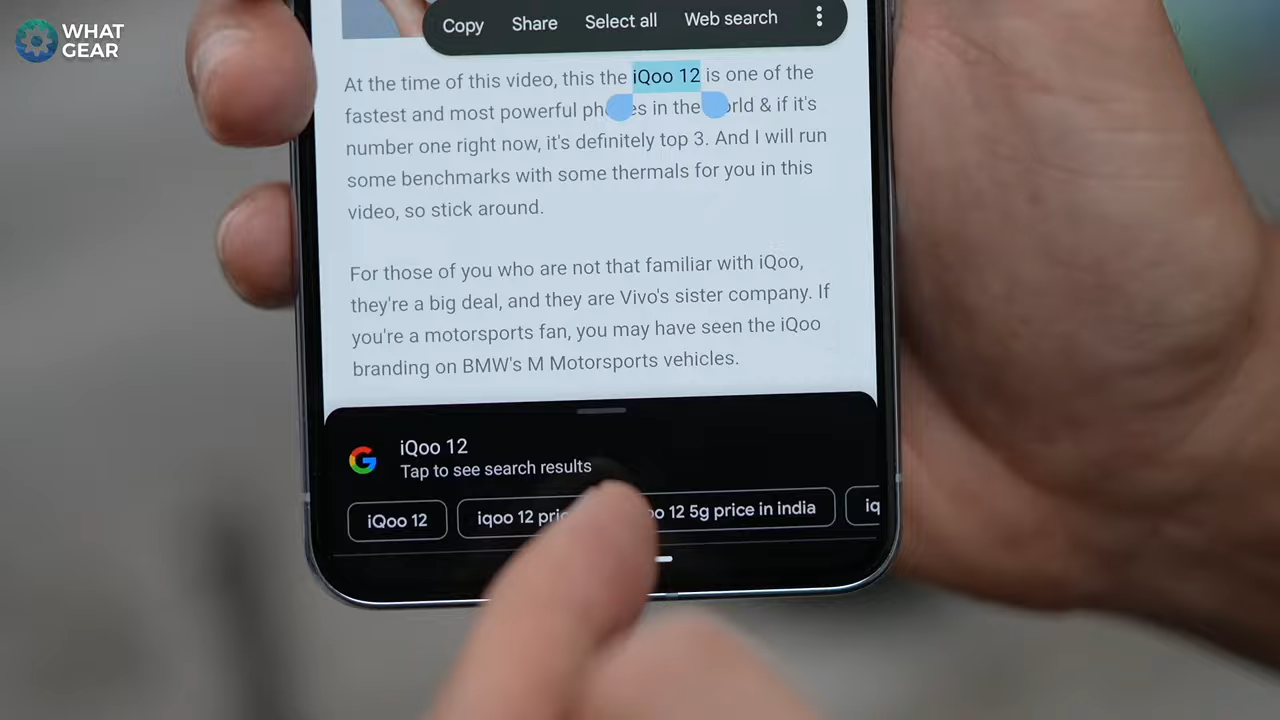 WHAT
GEAR
Copy Share Select all Web search
At the time of this video, this the iQoo 12 is one of the
fastest and most powerful in the & if it's
number one right now, it's definitely top 3. And I will run
some benchmarks with some thermals for you in this
video, so stick around.
For those of you who are not that familiar with iQoo,
they're a big deal, and they are Vivo's sister company. If
you're a motorsports fan, you may have seen the iQoo
branding on BMW's M Motorsports vehicles.
iQoo 12
Tap to see search results
iQoo 12 iqoo 12 12 5g price in india